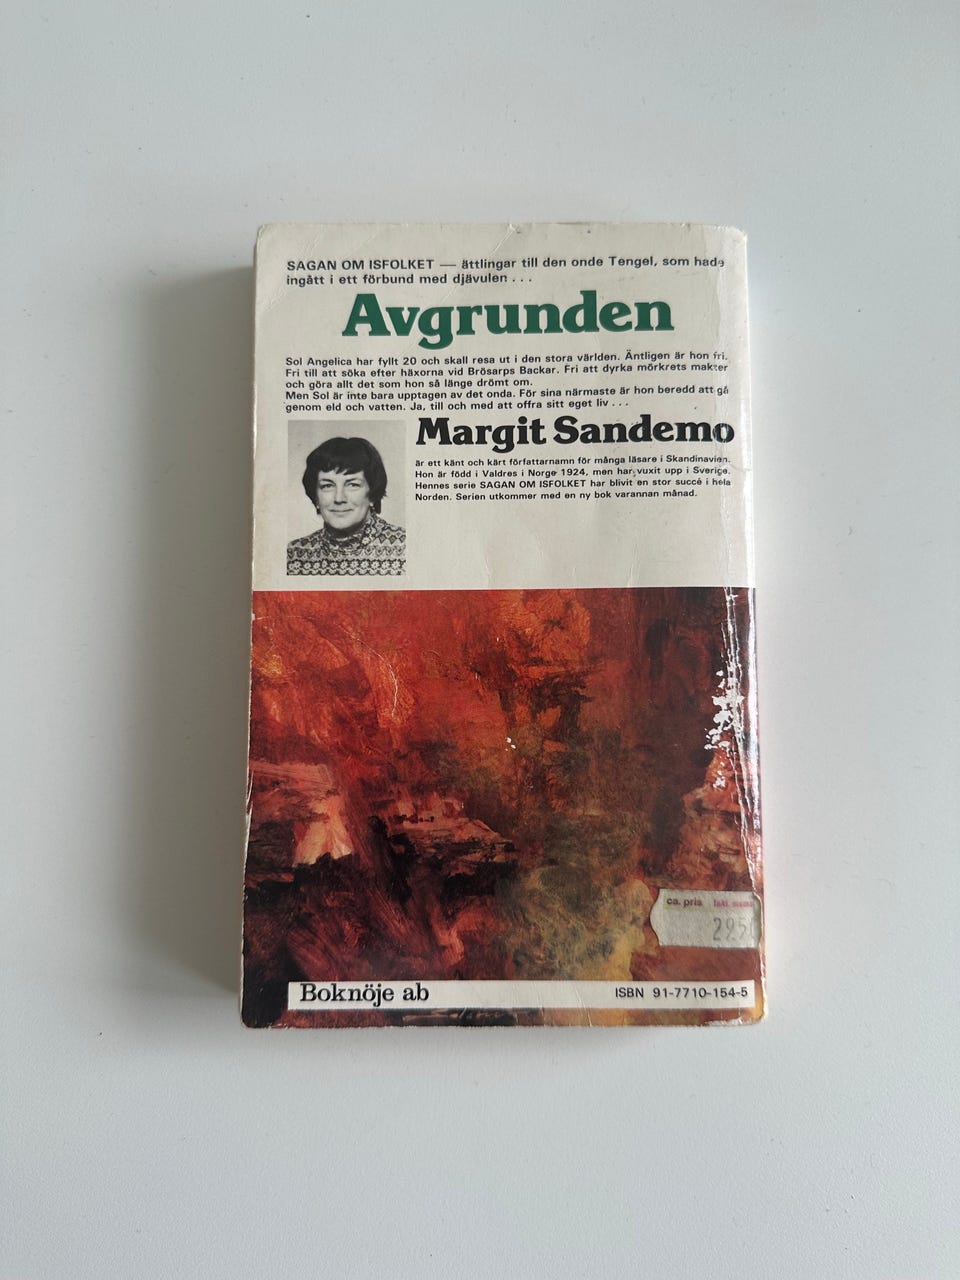 SAGAN OM ISFOLKET — ättlingar till den onde Tengel, som hade
ingått i ett förbund med djävulen . . .
Avgrunden
Sol Angelica har fyllt 20 och skall resa ut i den stora världen. Äntligen är hon fri.
Fri till att söka efter häxorna vid Brösarps Backar. Fri att dyrka mörkrets makter
och göra allt det som hon så länge drömt om.
Men Sol är inte bara upptagen av det onda. För sina närmaste är hon beredd att gå
genom eld och vatten. Ja, till och med att offra sitt eget liv . . .
Margit Sandemo
är ett känt och kärt författarnamn för många läsare i Skandinavien.
Hon är född i Valdres i Norge 1924, men har vuxit upp i Sverige.
Hennes serie SAGAN OM ISFOLKET har blivit en stor succé i hela
Norden. Serien utkommer med en ny bok varannan månad.
ca. pris
295
Boknöje ab
ISBN 91-7710-154-5